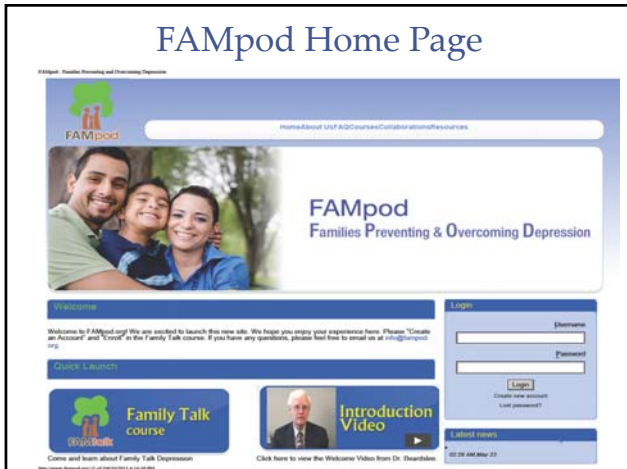 FAMpod Home Page
FAMpod: Families Preventing and Overcoming Depression
FAMpod
HomeAbout UsFAQCoursesCollaborationsResources
FAMpod
Families Preventing & Overcoming Depression
Welcome
Welcome to FAMpod.org! We are excited to launch this new site. We hope you enjoy your experience here. Please "Create
an Account" and "Enroll" in the Family Talk course. If you have any questions, please feel free to email us at info@fampod.
org.
Quick Launch
FAMtalk
Family Talk
course
Come and learn about Family Talk Depression
Introduction
Video
Click here to view the Welcome Video from Dr. Beardslee.
Login
Username
Password
Login
Create new account
Lost password?
Latest news